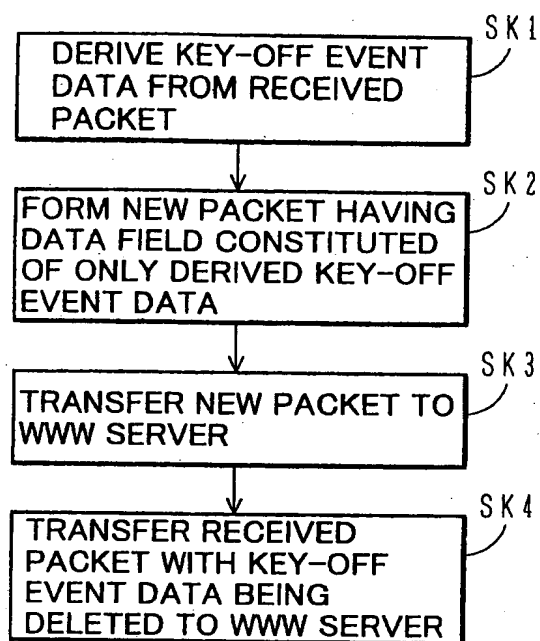 SK1
DERIVE KEY-OFF EVENT
DATA FROM RECEIVED
PACKET
SK2
FORM NEW PACKET HAVING
DATA FIELD CONSTITUTED
OF ONLY DERIVED KEY-OFF
EVENT DATA
SK3
TRANSFER NEW PACKET TO
WWW SERVER
SK4
TRANSFER RECEIVED
PACKET WITH KEY-OFF
EVENT DATA BEING
DELETED TO WWW SERVER